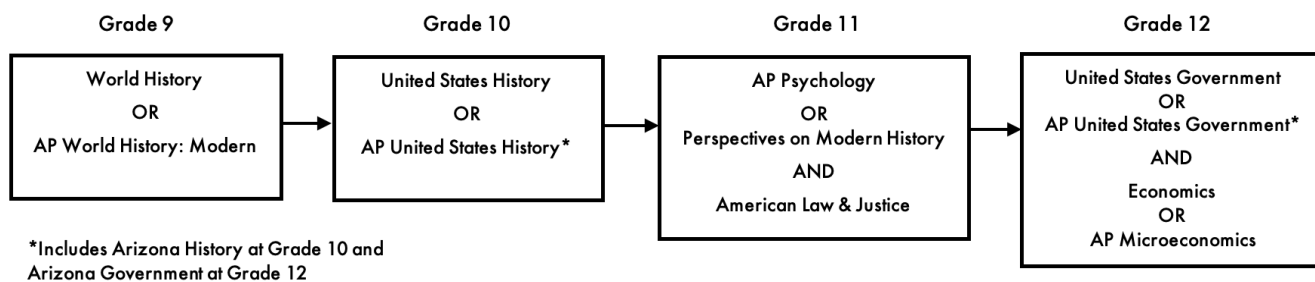 Grade 9
World History
OR
AP World History: Modern
Grade 10
United States History
OR
AP United States History*
Grade 11
AP Psychology
OR
Perspectives on Modern History
AND
American Law & Justice
Grade 12
United States Government
OR
AP United States Government*
AND
Economics
OR
AP Microeconomics
*Includes Arizona History at Grade 10 and
Arizona Government at Grade 12